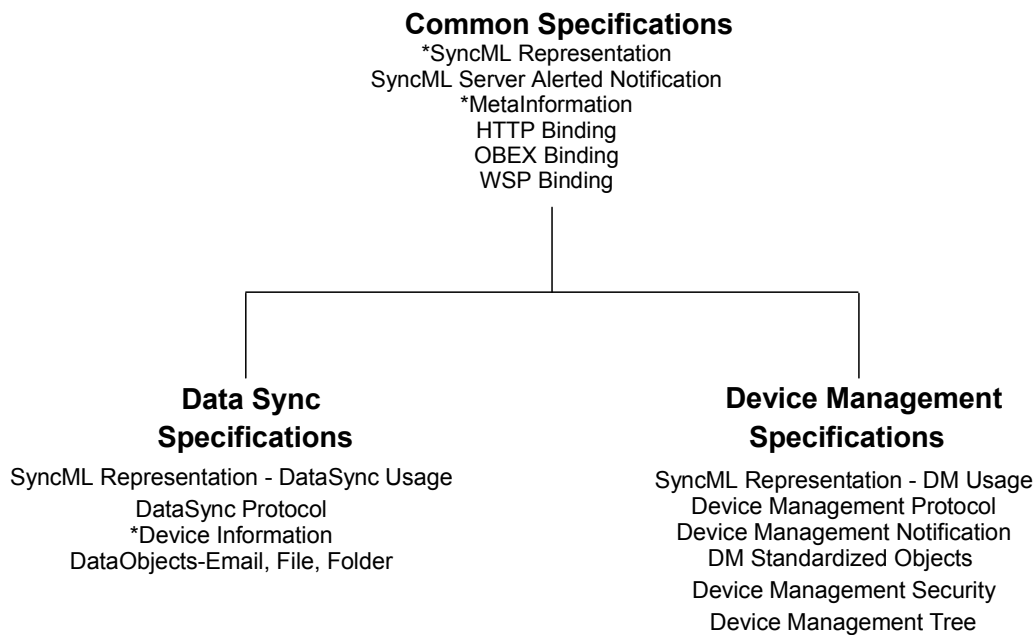 Common Specifications
*SyncML Representation
SyncML Server Alerted Notification
*MetaInformation
HTTP Binding
OBEX Binding
WSP Binding
Data Sync
Specifications
SyncML Representation - DataSync Usage
DataSync Protocol
*Device Information
DataObjects-Email, File, Folder
Device Management
Specifications
SyncML Representation - DM Usage
Device Management Protocol
Device Management Notification
DM Standardized Objects
Device Management Security
Device Management Tree